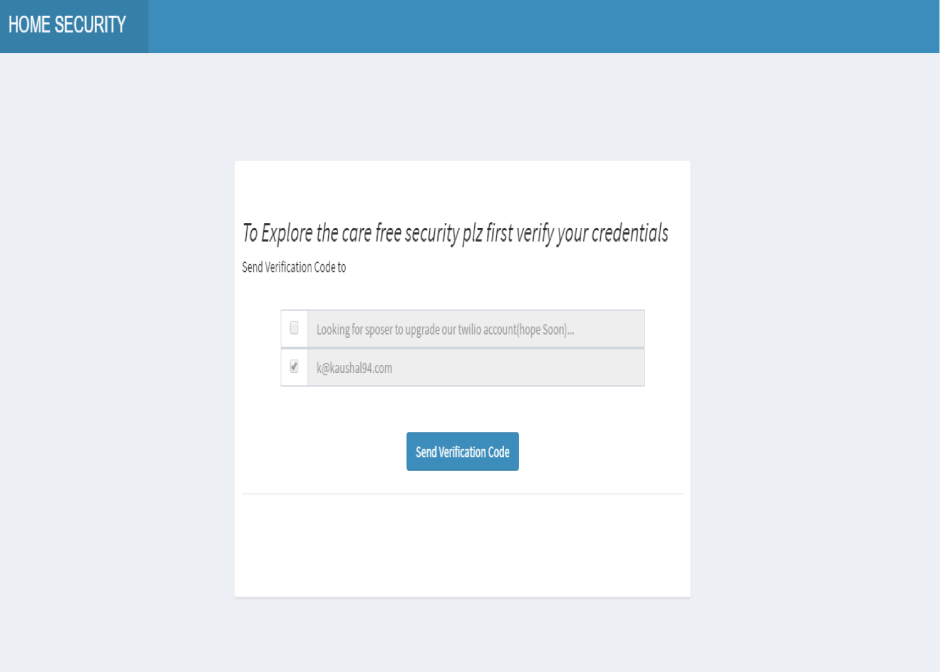 HOME SECURITY
To Explore the care free security plz first verify your credentials
Send Verification Code to
Looking for sposer to upgrade our twilio account(hope Soon)...
k@kaushal94.com
Send Verification Code